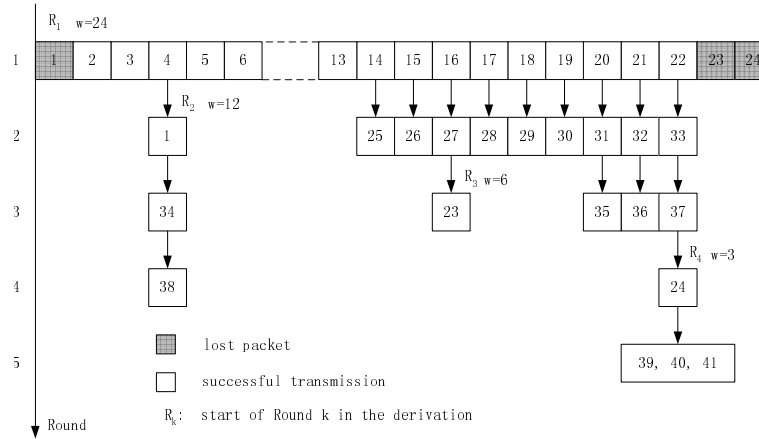 R1 w=24
1 1 2 3 4 5 6 13 14 15 16 17 18 19 20 21 22 23 24
R2 w=12
2 1 25 26 27 28 29 30 31 32 33
R3 w=6
3 34 23 35 36 37
R4 w=3
4 38 24
5 39, 40, 41
lost packet
successful transmission
Rk: start of Round k in the derivation
Round